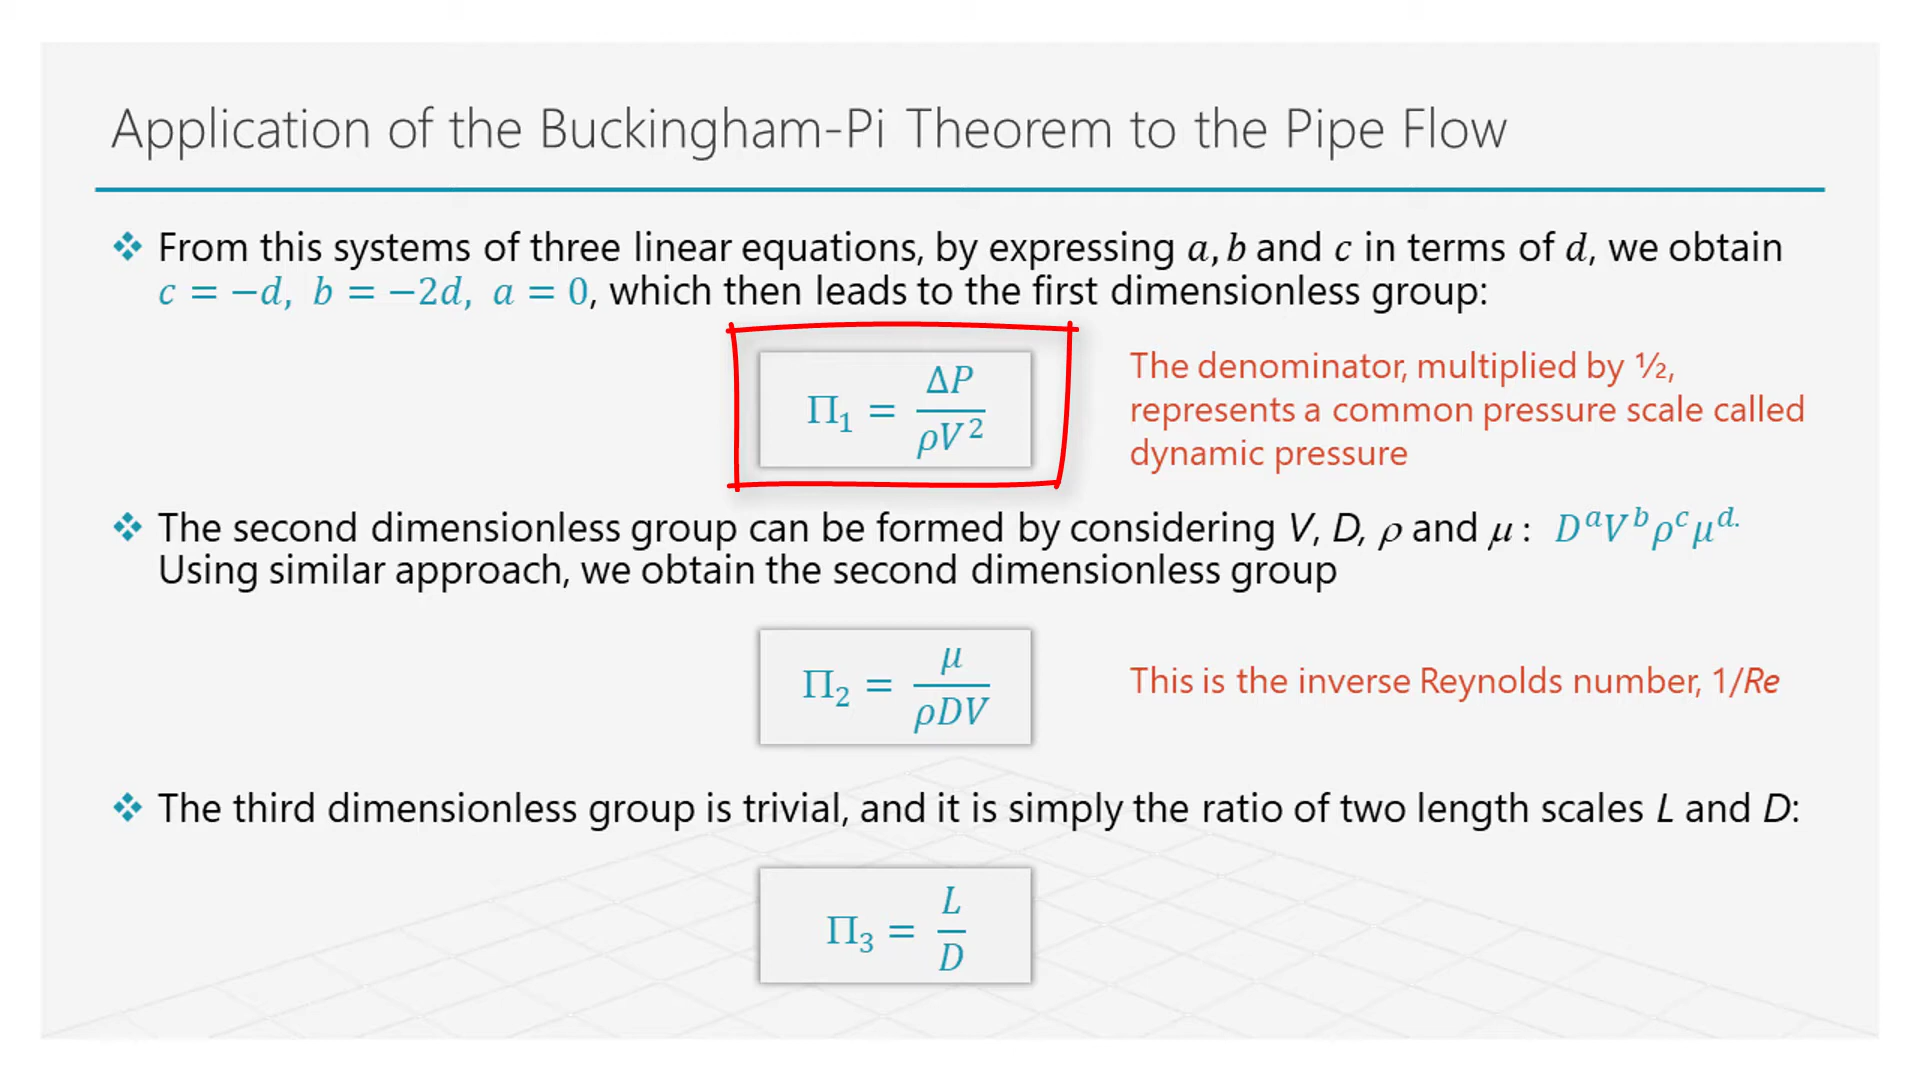 Application of the Buckingham-Pi Theorem to the Pipe Flow
❖ From this systems of three linear equations, by expressing a, b and c in terms of d, we obtain
c = −d, b = −2d, a = 0, which then leads to the first dimensionless group:
Π₁ = ΔP / ρV²
The denominator, multiplied by ½,
represents a common pressure scale called
dynamic pressure
❖ The second dimensionless group can be formed by considering V, D, ρ and μ : DᵃVᵇρᶜμᵈ·
Using similar approach, we obtain the second dimensionless group
Π₂ = μ / ρDV
This is the inverse Reynolds number, 1/Re
❖ The third dimensionless group is trivial, and it is simply the ratio of two length scales L and D:
Π₃ = L / D